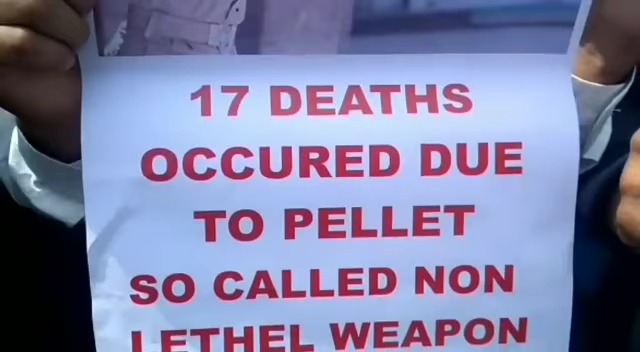 17 DEATHS
OCCURED DUE
TO PELLET
SO CALLED NON
LETHEL WEAPON